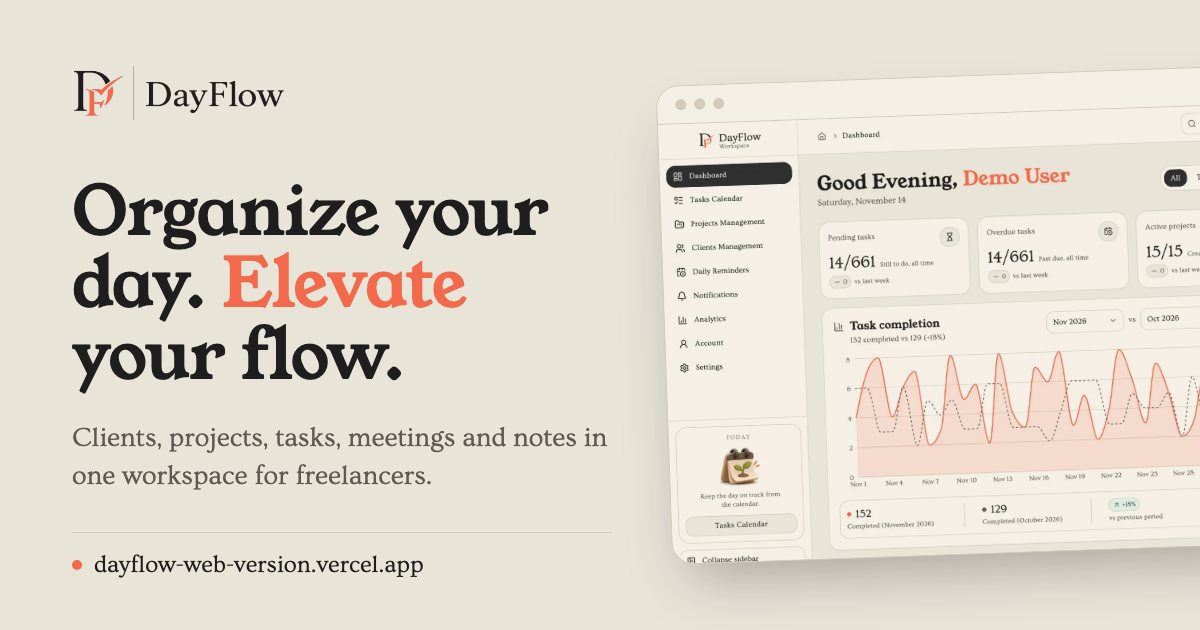 DayFlow
Organize your
day. Elevate
your flow.
Clients, projects, tasks, meetings and notes in
one workspace for freelancers.
dayflow-web-version.vercel.app
DayFlow
Workspace
Dashboard
Tasks Calendar
Projects Management
Clients Management
Daily Reminders
Notifications
Analytics
Account
Settings
TODAY
Keep the day on track from
the calendar.
Tasks Calendar
Collapse sidebar
Dashboard
Good Evening, Demo User
Saturday, November 14
All
Pending tasks
14/661 Still to do, all time
— 0 vs last week
Overdue tasks
14/661 Past due, all time
— 0 vs last week
Active projects
15/15
— 0 vs last
Task completion
152 completed vs 129 (+18%)
Nov 2026 vs Oct 2026
8
6
4
2
0
Nov 1 Nov 4 Nov 7 Nov 10 Nov 13 Nov 16 Nov 19 Nov 22 Nov 25 Nov 28
152
Completed (November 2026)
129
Completed (October 2026)
+18%
vs previous period